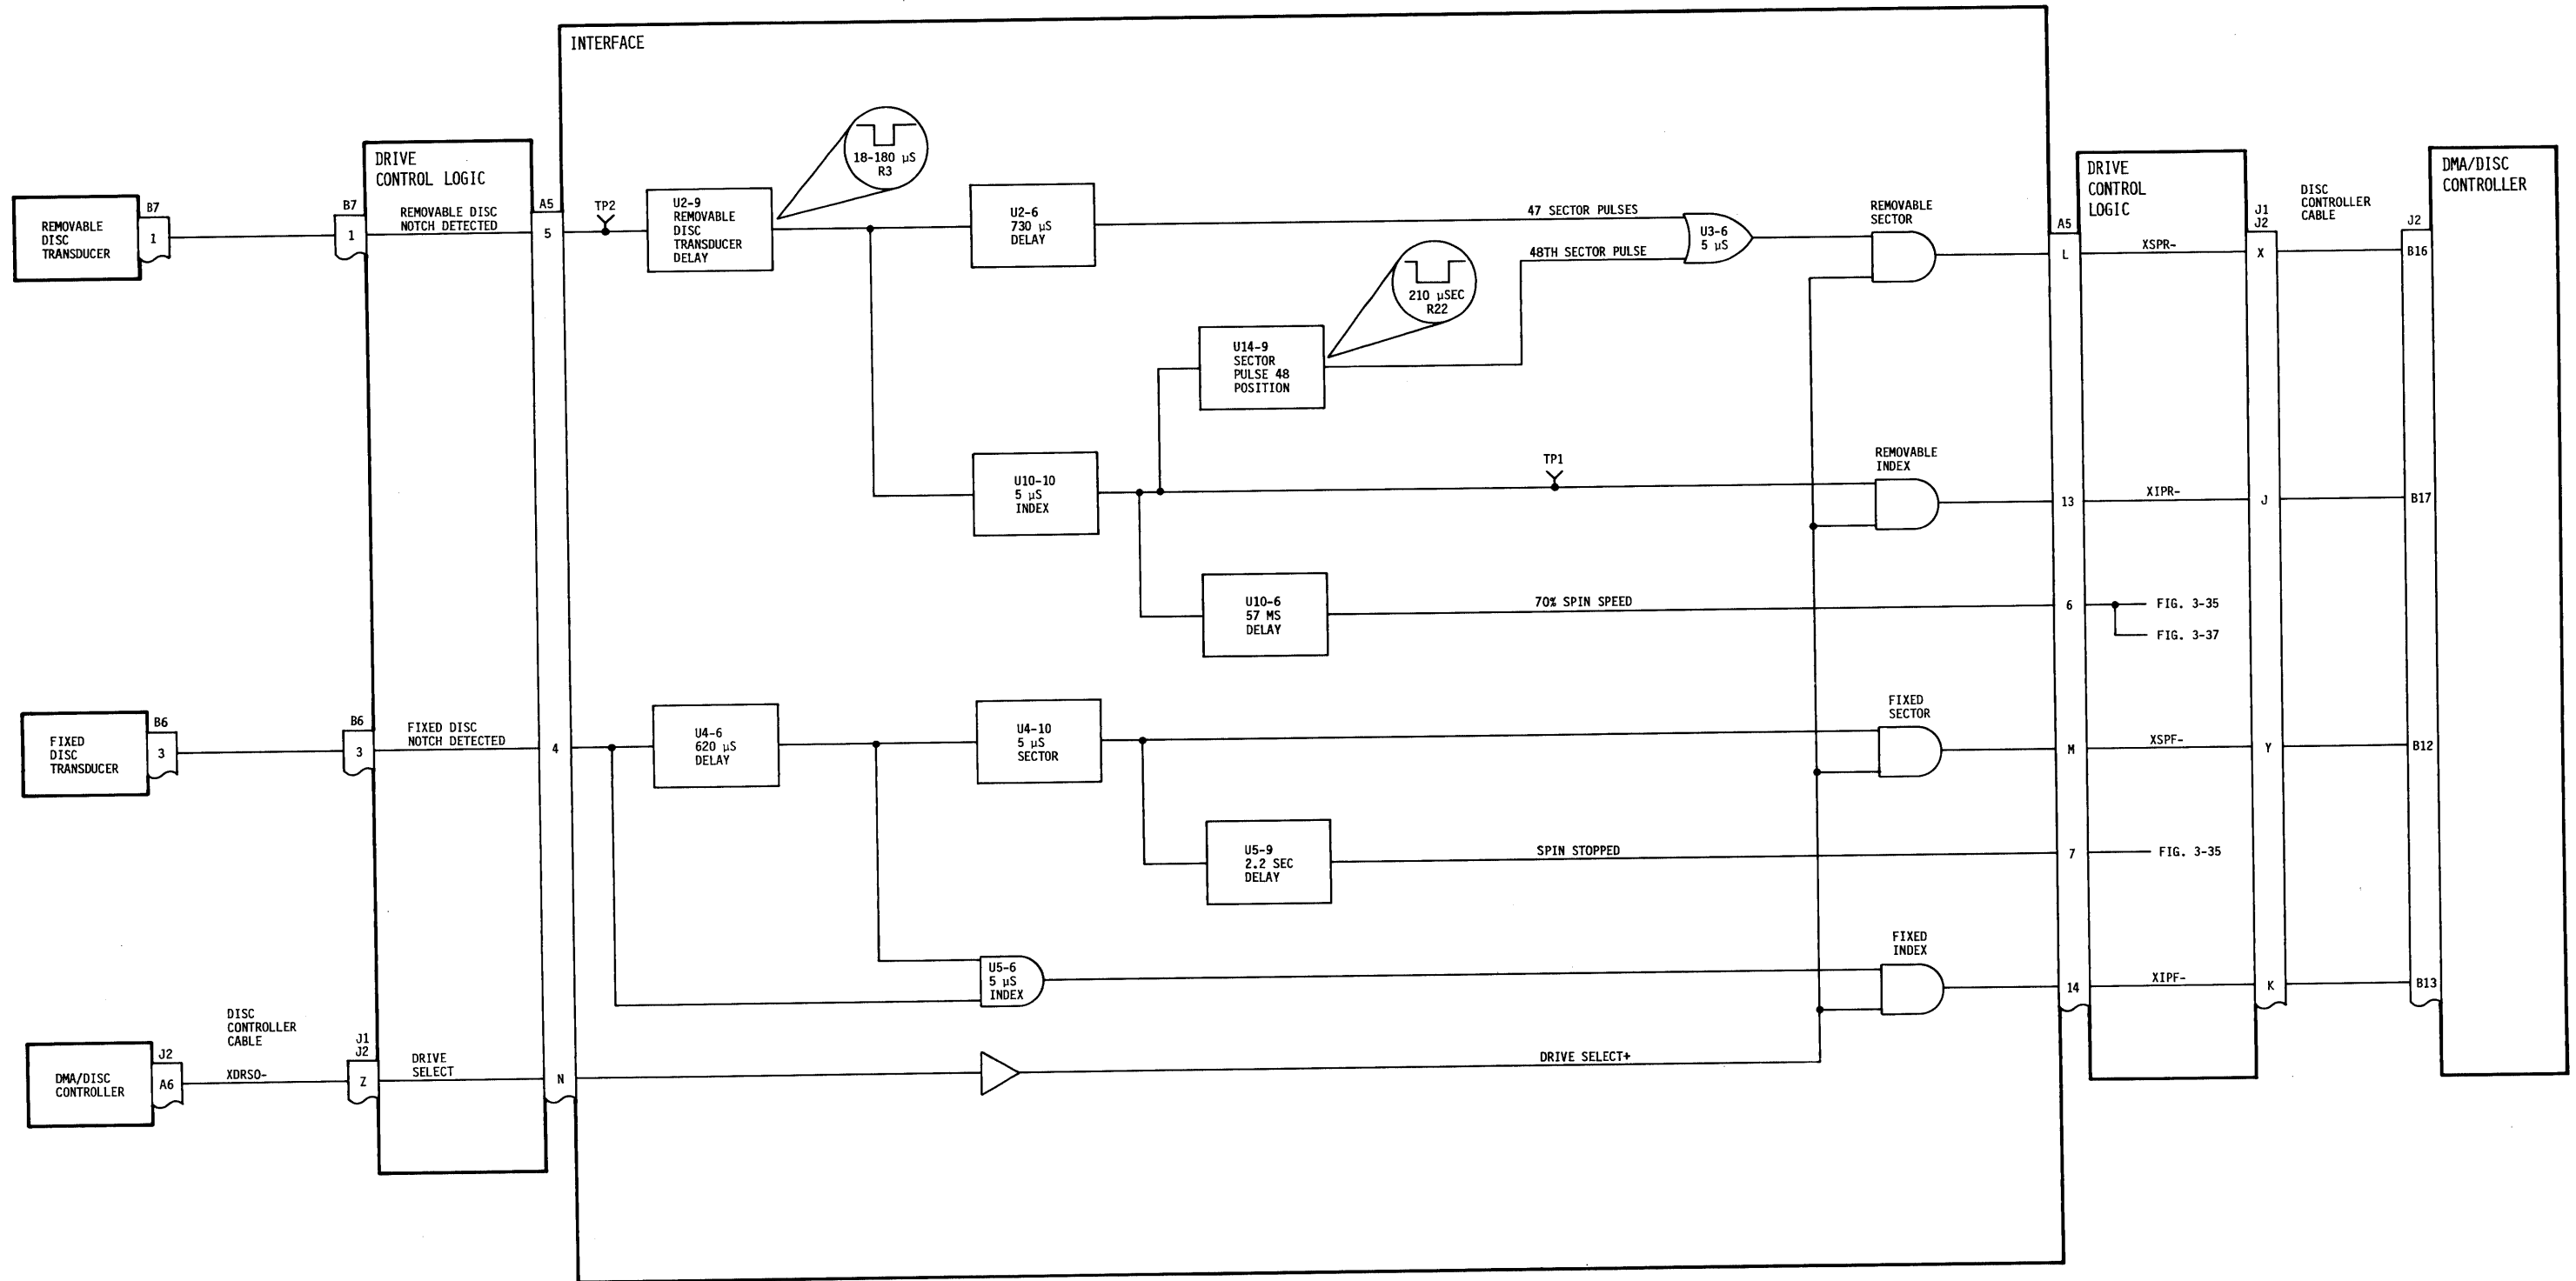 INTERFACE
18-180 µS
R3
DRIVE
CONTROL LOGIC
REMOVABLE
DISC
TRANSDUCER
B7
1
B7
1
REMOVABLE DISC
NOTCH DETECTED
A5
5
TP2
U2-9
REMOVABLE
DISC
TRANSDUCER
DELAY
U2-6
730 µS
DELAY
47 SECTOR PULSES
48TH SECTOR PULSE
U3-6
5 µS
REMOVABLE
SECTOR
A5
L
DRIVE
CONTROL
LOGIC
XSPR-
J1
J2
X
DISC
CONTROLLER
CABLE
J2
B16
DMA/DISC
CONTROLLER
210 µSEC
R22
U14-9
SECTOR
PULSE 48
POSITION
U10-10
5 µS
INDEX
TP1
REMOVABLE
INDEX
13
XIPR-
J
B17
U10-6
57 MS
DELAY
70% SPIN SPEED
6
FIG. 3-35
FIG. 3-37
FIXED
DISC
TRANSDUCER
B6
3
B6
3
FIXED DISC
NOTCH DETECTED
4
U4-6
620 µS
DELAY
U4-10
5 µS
SECTOR
FIXED
SECTOR
M
XSPF-
Y
B12
U5-9
2.2 SEC
DELAY
SPIN STOPPED
7
FIG. 3-35
U5-6
5 µS
INDEX
FIXED
INDEX
14
XIPF-
K
B13
DMA/DISC
CONTROLLER
J2
A6
DISC
CONTROLLER
CABLE
XDRSO-
J1
J2
Z
DRIVE
SELECT
N
DRIVE SELECT+